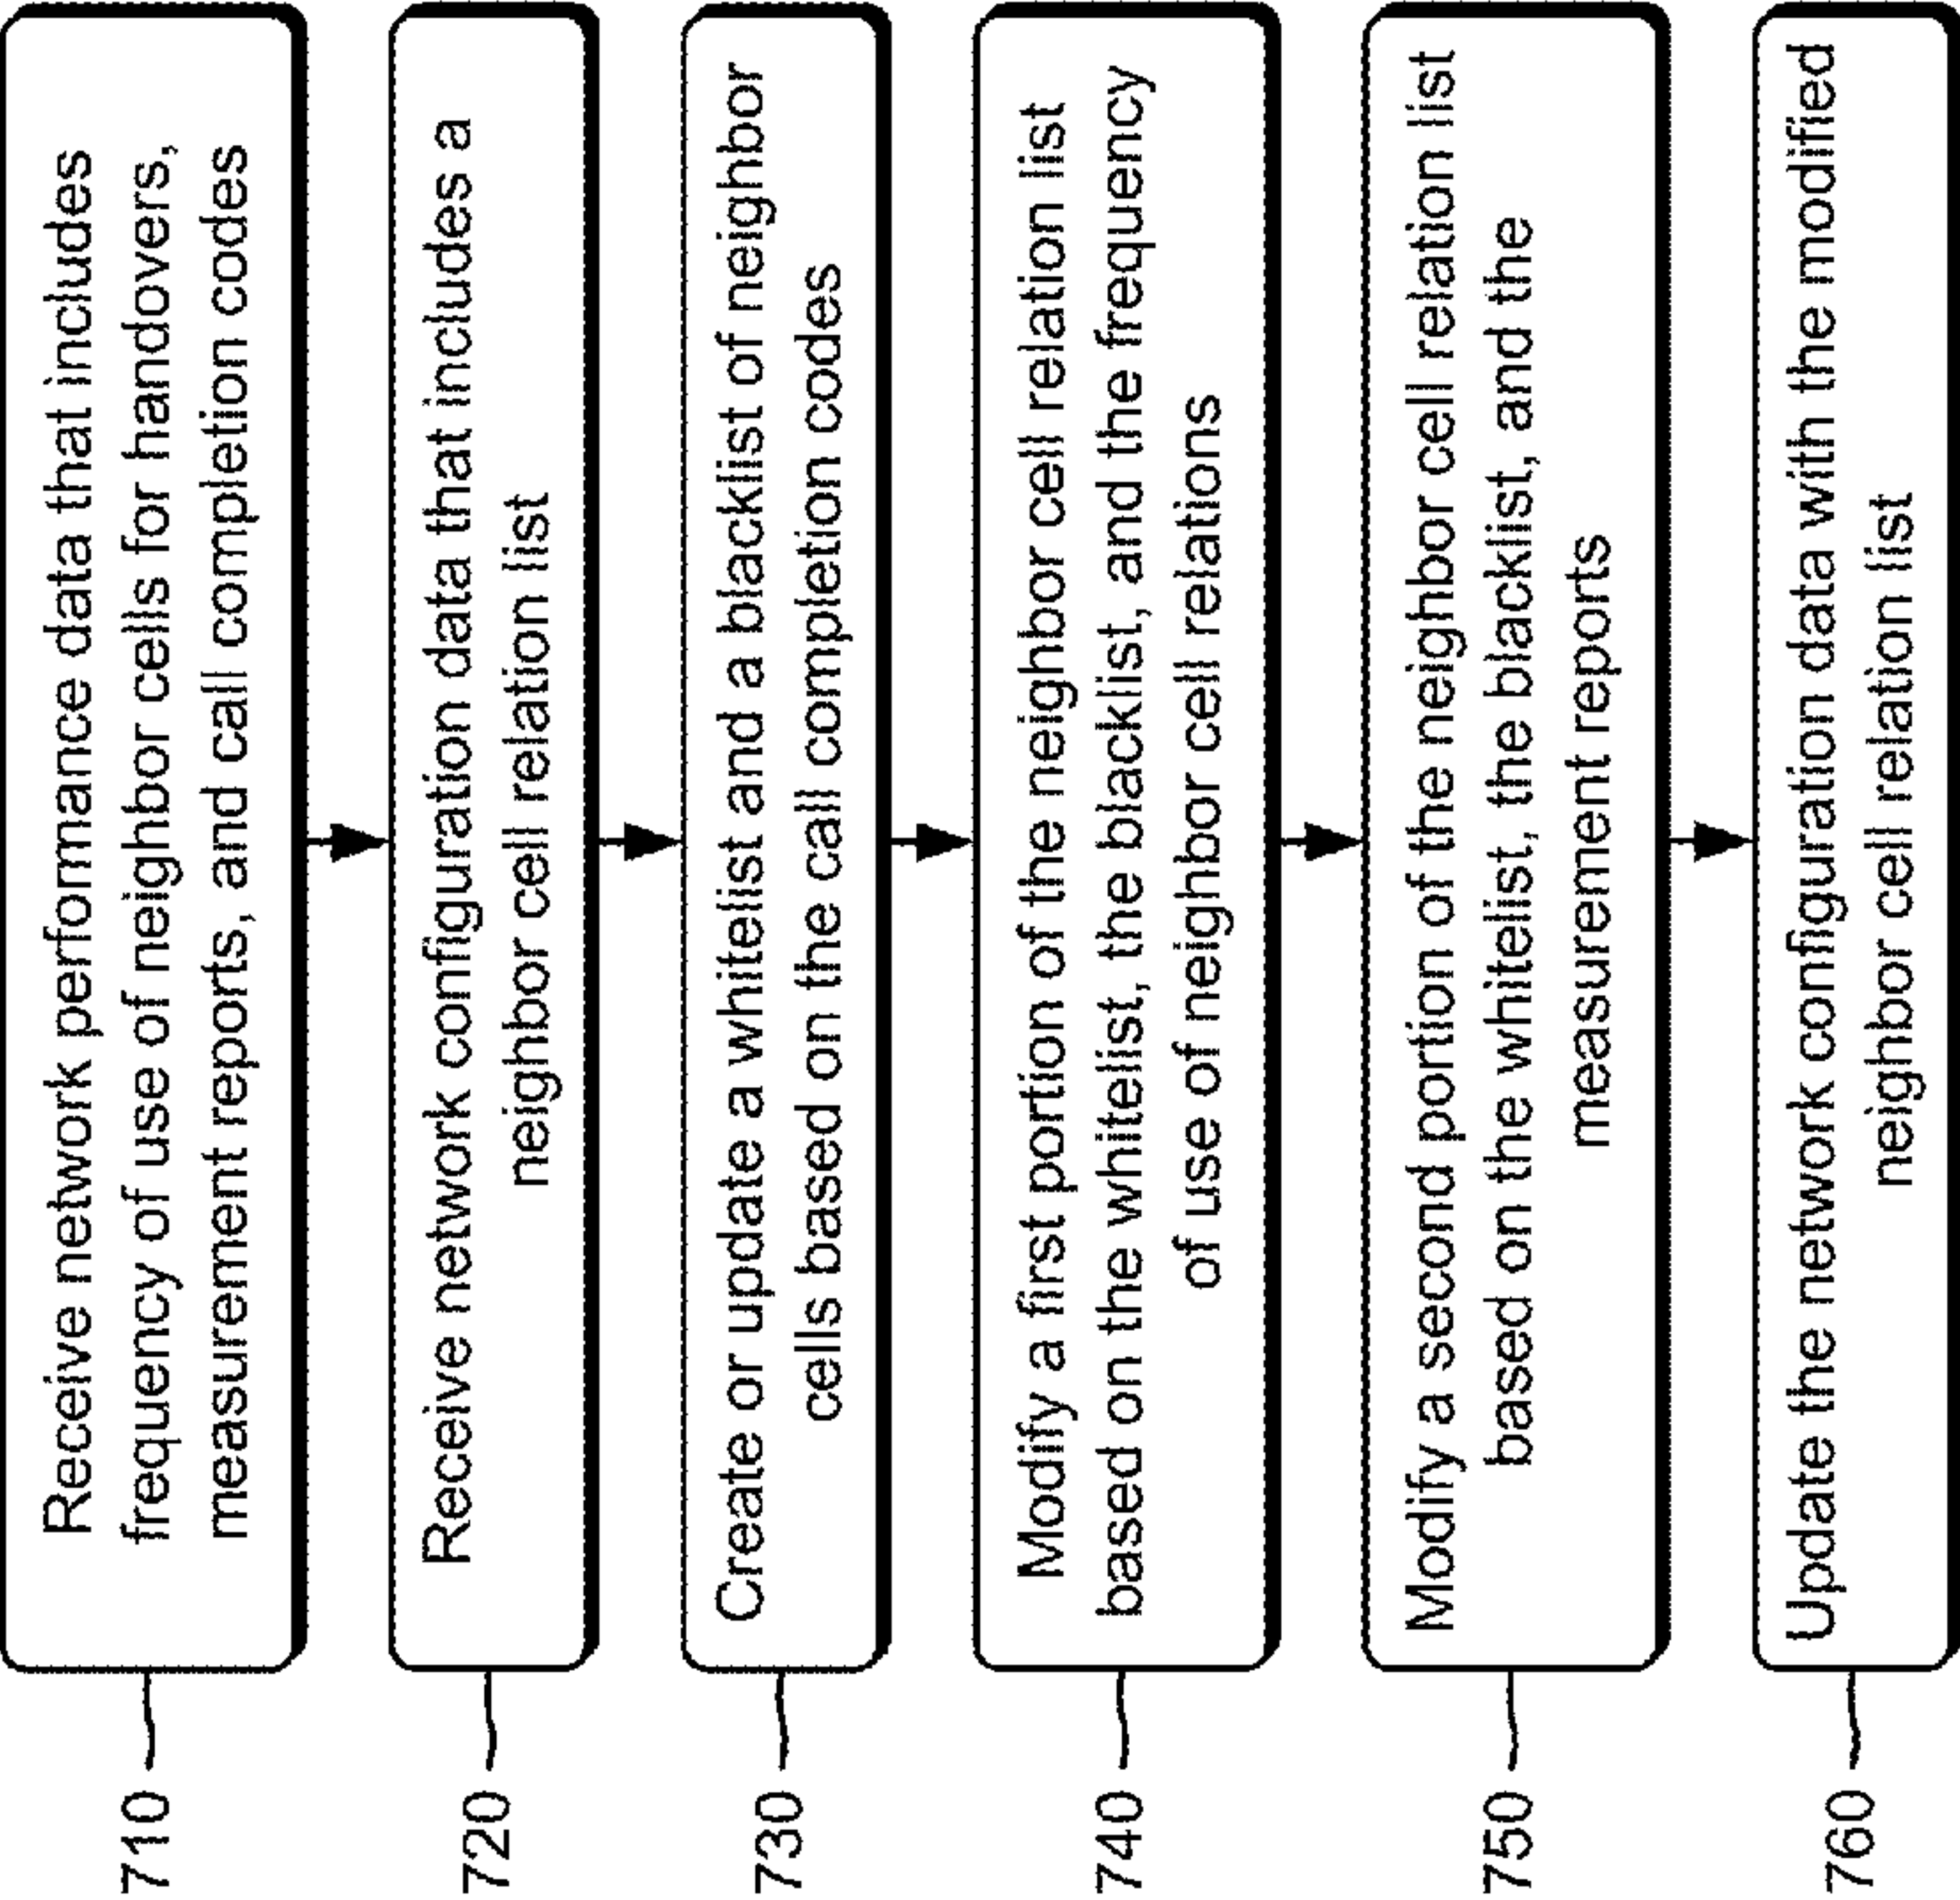 710
Receive network performance data that includes
frequency of use of neighbor cells for handovers,
measurement reports, and call completion codes
720
Receive network configuration data that includes a
neighbor cell relation list
730
Create or update a whitelist and a blacklist of neighbor
cells based on the call completion codes
740
Modify a first portion of the neighbor cell relation list
based on the whitelist, the blacklist, and the frequency
of use of neighbor cell relations
750
Modify a second portion of the neighbor cell relation list
based on the whitelist, the blacklist, and the
measurement reports
760
Update the network configuration data with the modified
neighbor cell relation list